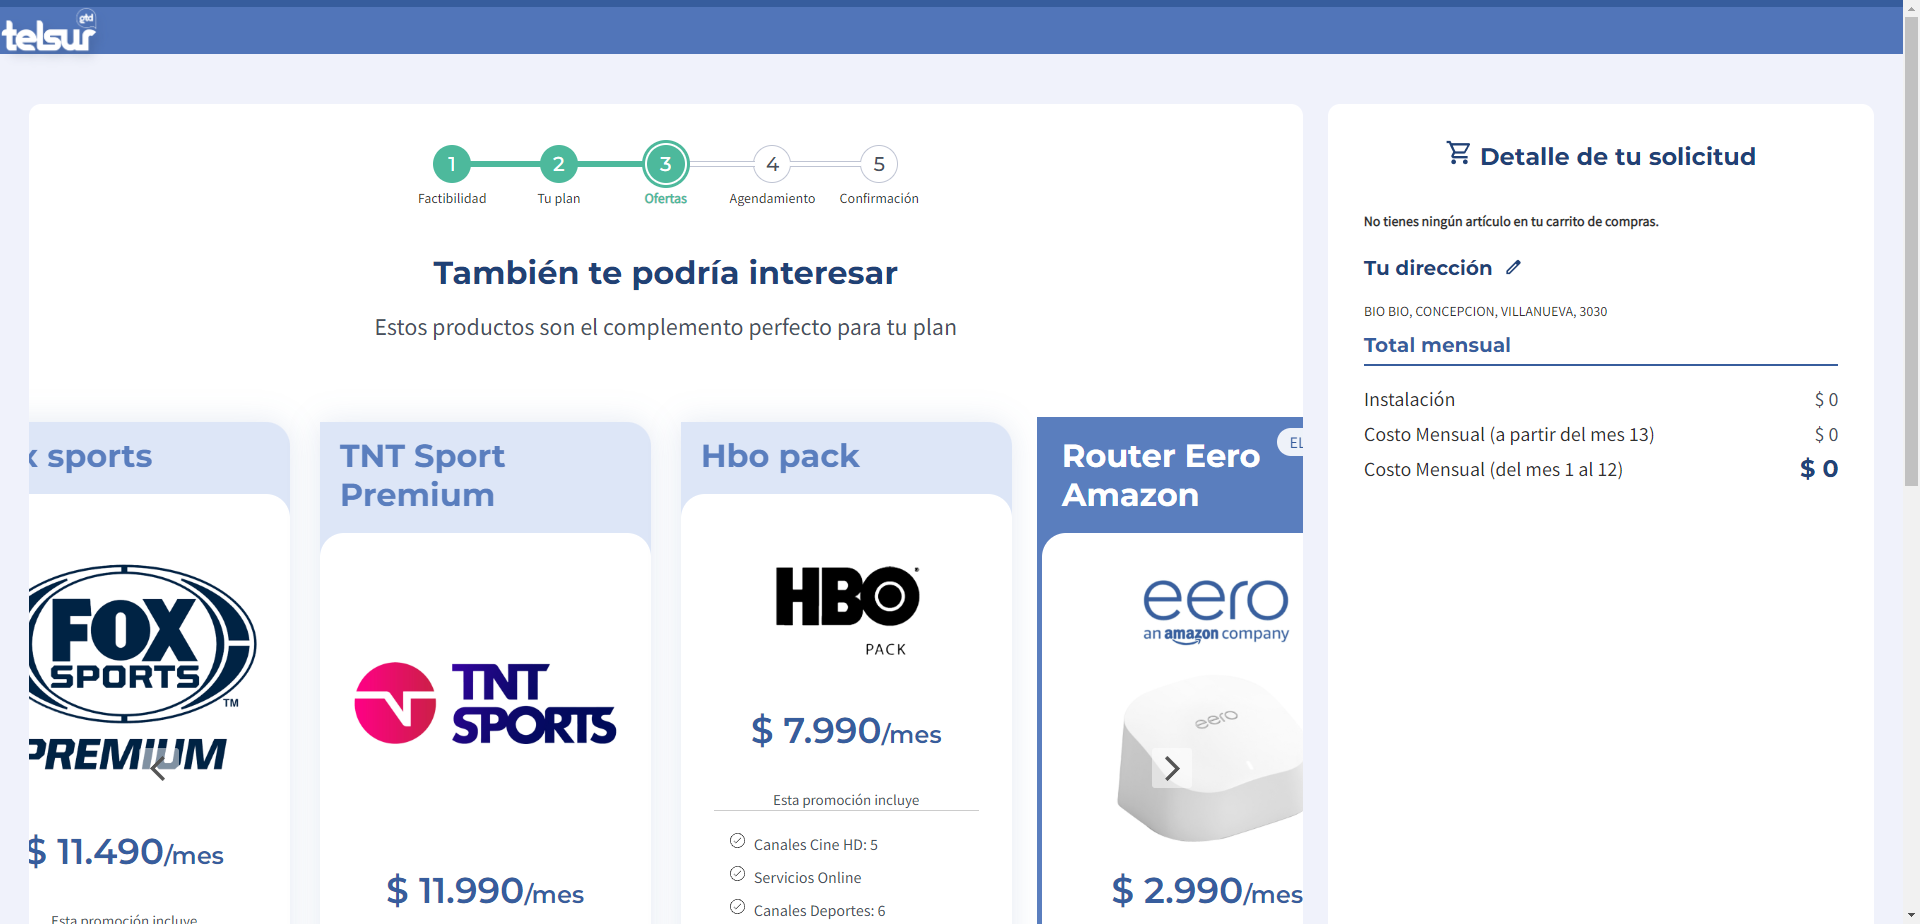 telsur
gtd
1
2
3
4
5
Factibilidad
Tu plan
Ofertas
Agendamiento
Confirmación
También te podría interesar
Estos productos son el complemento perfecto para tu plan
x sports
FOX
SPORTS
TM
PREMIUM
$ 11.490/mes
Esta promoción incluye
TNT Sport
Premium
TNT
SPORTS
$ 11.990/mes
Hbo pack
HBO
PACK
$ 7.990/mes
Esta promoción incluye
Canales Cine HD: 5
Servicios Online
Canales Deportes: 6
Router Eero
Amazon
EL
eero
an amazon company
eero
$ 2.990/mes
Detalle de tu solicitud
No tienes ningún artículo en tu carrito de compras.
Tu dirección
BIO BIO, CONCEPCION, VILLANUEVA, 3030
Total mensual
Instalación $ 0
Costo Mensual (a partir del mes 13) $ 0
Costo Mensual (del mes 1 al 12) $ 0